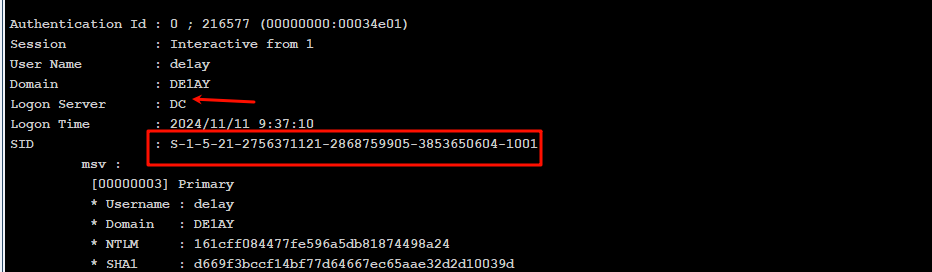 Authentication Id : 0 ; 216577 (00000000:00034e01)
Session : Interactive from 1
User Name : de1ay
Domain : DE1AY
Logon Server : DC
Logon Time : 2024/11/11 9:37:10
SID : S-1-5-21-2756371121-2868759905-3853650604-1001
msv :
[00000003] Primary
* Username : de1ay
* Domain : DE1AY
* NTLM : 161cff084477fe596a5db81874498a24
* SHA1 : d669f3bccf14bf77d64667ec65aae32d2d10039d